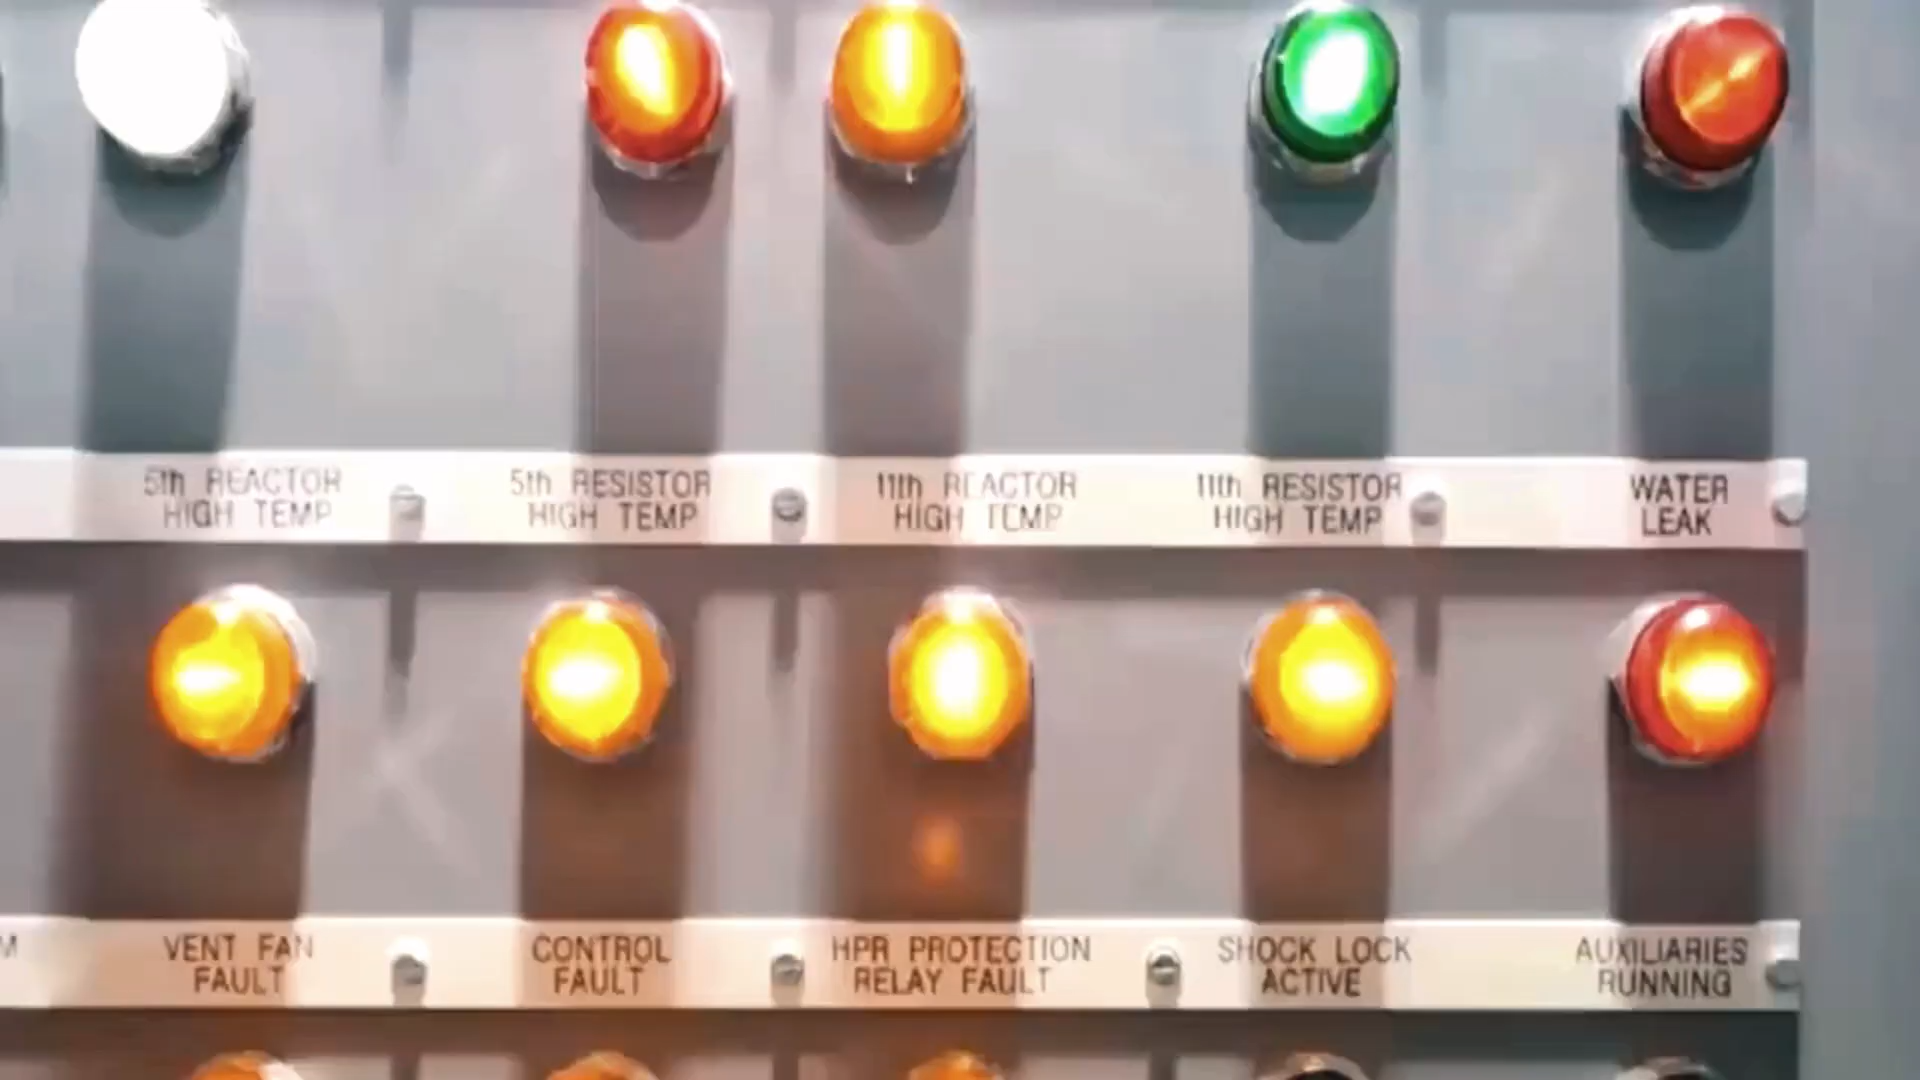 5th REACTOR
HIGH TEMP
5th RESISTOR
HIGH TEMP
11th REACTOR
HIGH TEMP
11th RESISTOR
HIGH TEMP
WATER
LEAK
M
VENT FAN
FAULT
CONTROL
FAULT
HPR PROTECTION
RELAY FAULT
SHOCK LOCK
ACTIVE
AUXILIARIES
RUNNING